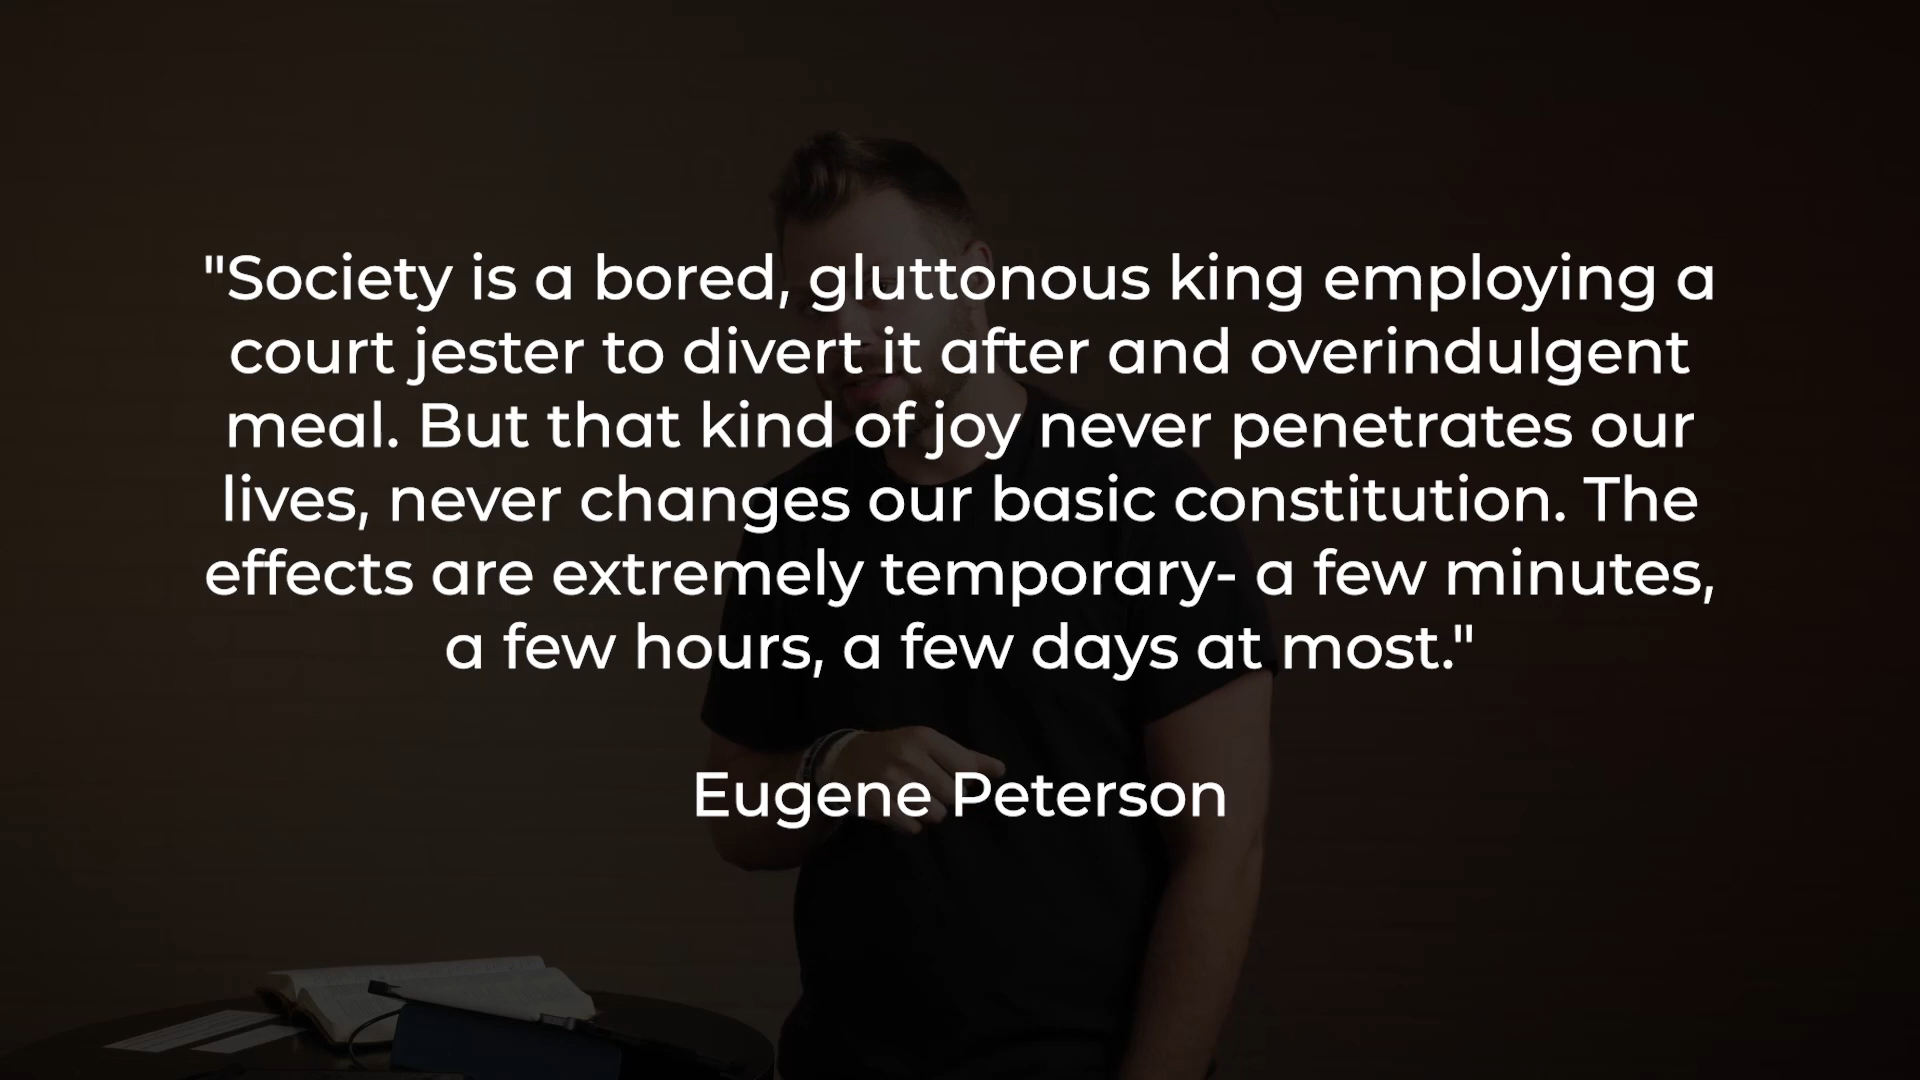 "Society is a bored, gluttonous king employing a
court jester to divert it after and overindulgent
meal. But that kind of joy never penetrates our
lives, never changes our basic constitution. The
effects are extremely temporary- a few minutes,
a few hours, a few days at most."
Eugene Peterson